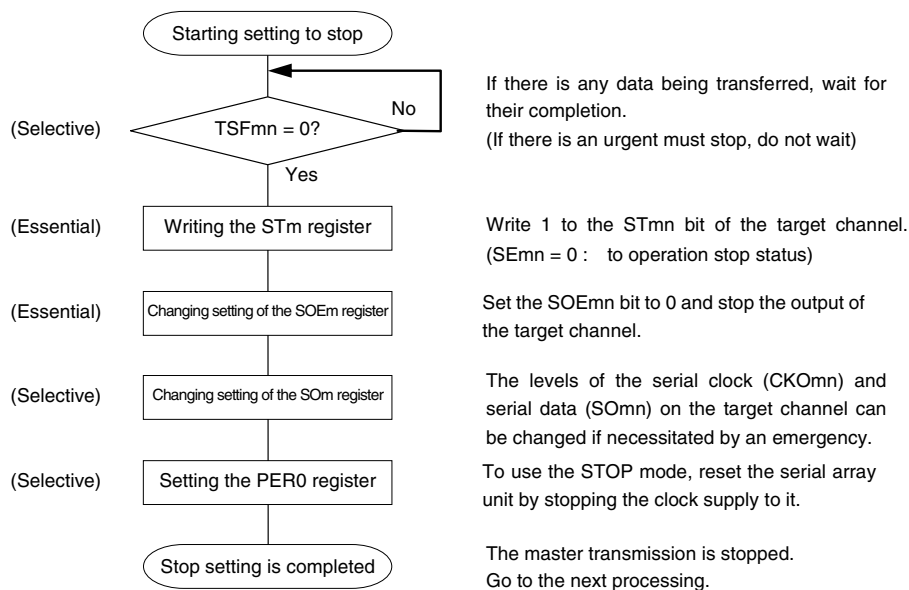 Starting setting to stop
No
If there is any data being transferred, wait for
their completion.
(If there is an urgent must stop, do not wait)
(Selective)
TSFmn = 0?
Yes
(Essential)
Writing the STm register
Write 1 to the STmn bit of the target channel.
(SEmn = 0 : to operation stop status)
(Essential)
Changing setting of the SOEm register
Set the SOEmn bit to 0 and stop the output of
the target channel.
(Selective)
Changing setting of the SOm register
The levels of the serial clock (CKOmn) and
serial data (SOmn) on the target channel can
be changed if necessitated by an emergency.
(Selective)
Setting the PER0 register
To use the STOP mode, reset the serial array
unit by stopping the clock supply to it.
Stop setting is completed
The master transmission is stopped.
Go to the next processing.